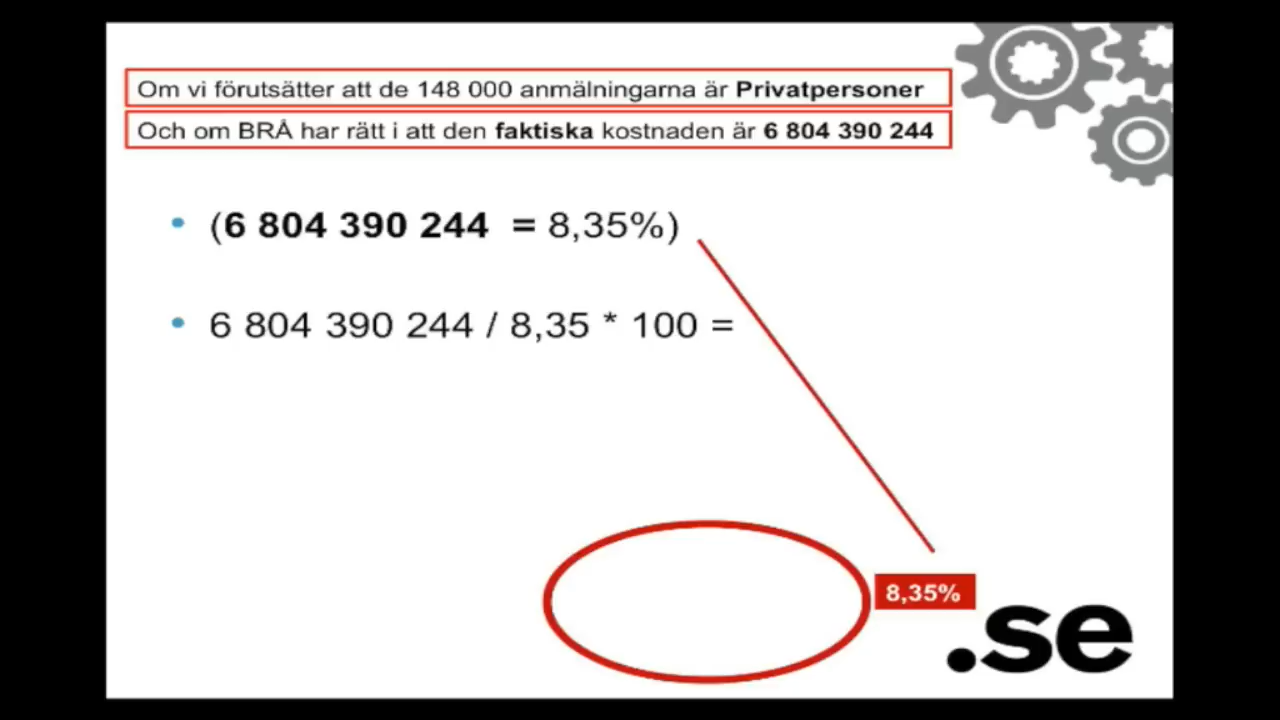 Om vi förutsätter att de 148 000 anmälningarna är Privatpersoner
Och om BRÅ har rätt i att den faktiska kostnaden är 6 804 390 244
• (6 804 390 244 = 8,35%)
• 6 804 390 244 / 8,35 * 100 =
8,35%
.se